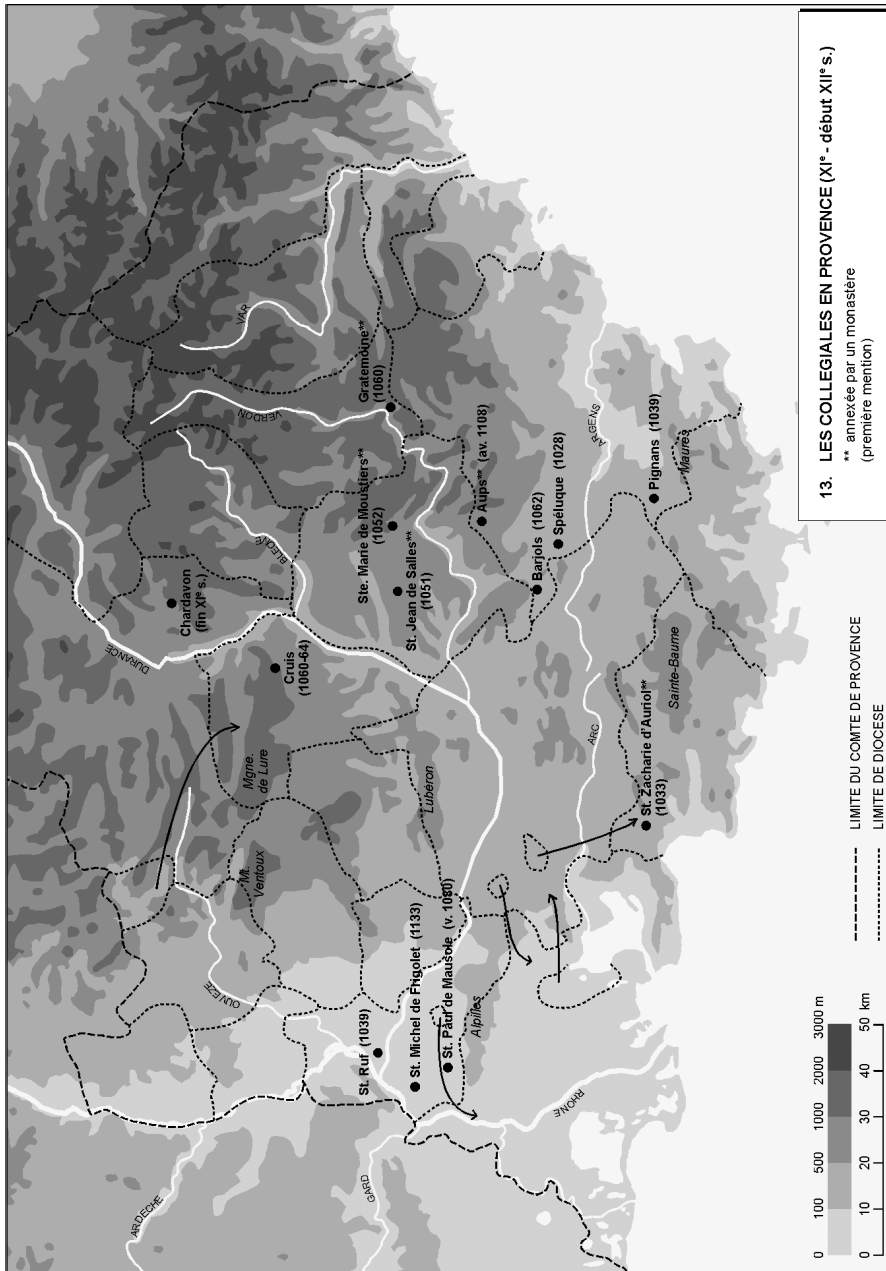 13. LES COLLEGIALES EN PROVENCE (XIᵉ - début XIIᵉ s.)
** annexée par un monastère
(première mention)
ARDECHE
GARD
RHONE
OUVEZE
DURANCE
VERDON
VAR
ARC
ARGENS
Mt.
Ventoux
Mgne.
de Lure
Lubéron
Alpilles
Sainte-Baume
Maures
Chardavon
(fin XIᵉ s.)
Cruis
(1060-64)
Ste. Marie de Moustiers**
(1052)
St. Jean de Salles**
(1051)
Gratemoine**
(1060)
Aups** (av. 1108)
Barjols (1062)
Spéluque (1028)
Pignans (1039)
St. Zacharie d'Auriol**
(1033)
St. Ruf (1039)
St. Michel de Frigolet (1133)
St. Paul de Mausole (v. 1080)
0 100 500 1000 2000 3000 m
0 10 20 30 40 50 km
LIMITE DU COMTE DE PROVENCE
LIMITE DE DIOCESE